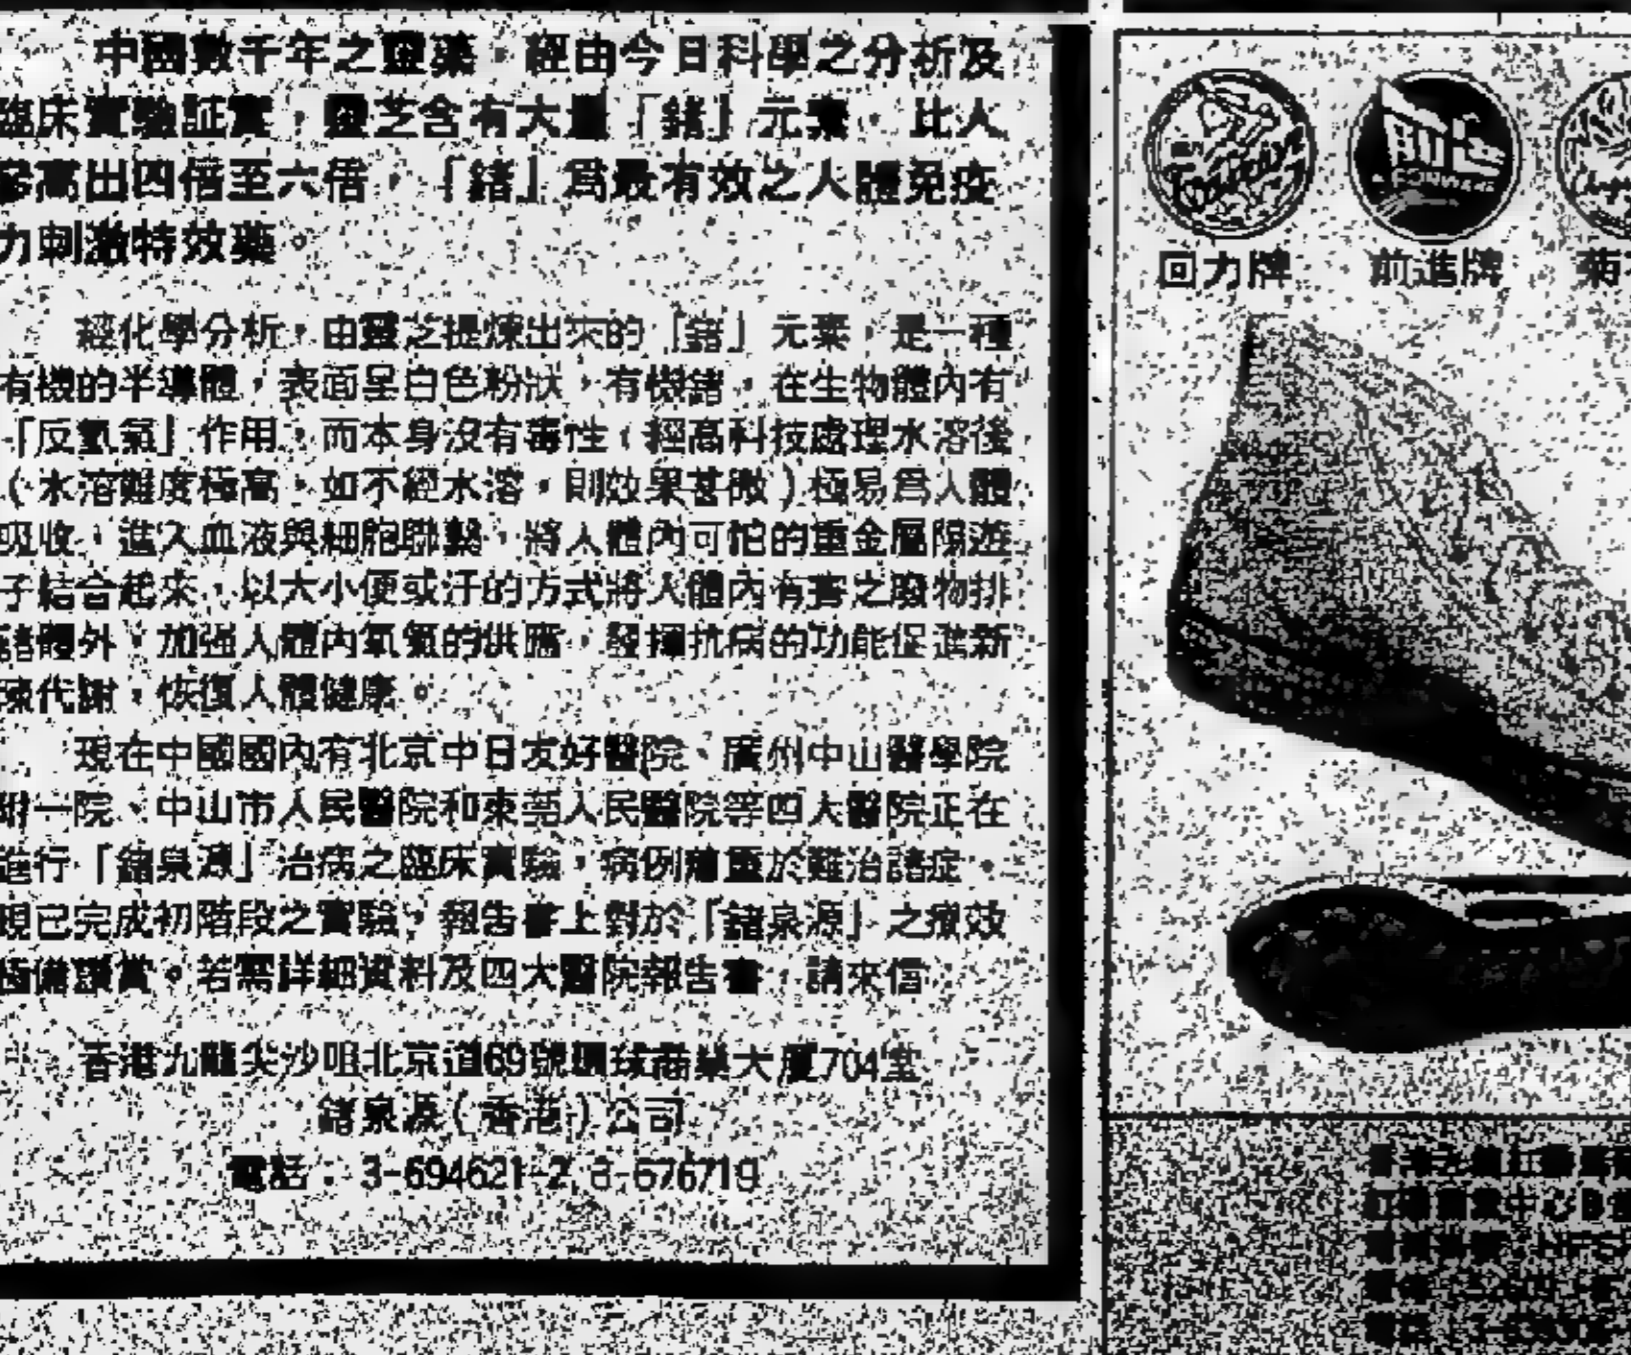 中國數千年之靈藥，經由今日科學之分析及
臨床實驗証實，靈芝含有大量「鍺」元素，比人
參高出四倍至六倍，「鍺」爲最有效之人體免疫
力刺激特效藥。
經化學分析，由靈芝提煉出來的「鍺」元素，是一種
有機的半導體，表面呈白色粉狀，有機鍺，在生物體內有
「反氫氣」作用，而本身沒有毒性，經高科技處理水溶後
（水溶難度極高，如不經水溶，則效果甚微）極易爲人體
吸收，進入血液與細胞聯繫，將人體內可怕的重金屬隕遊
子結合起來，以大小便或汗的方式將人體內有害之廢物排
諸體外，加强人體內氧氣的供應，發揮抗病的功能促進新
陳代謝，恢復人體健康。
現在中國國內有北京中日友好醫院、廣州中山醫學院
附一院、中山市人民醫院和東莞人民醫院等四大醫院正在
進行「鍺泉源」治病之臨床實驗，病例着重於難治諸症。
現已完成初階段之實驗，報告書上對於「鍺泉源」之療效
極備讚賞。若需詳細資料及四大醫院報告書，請來信
香港九龍尖沙咀北京道69號環球商業大廈704室
鍺泉源（香港）公司
電話：3-694621-2 3-676719
回力牌 前進牌 菊